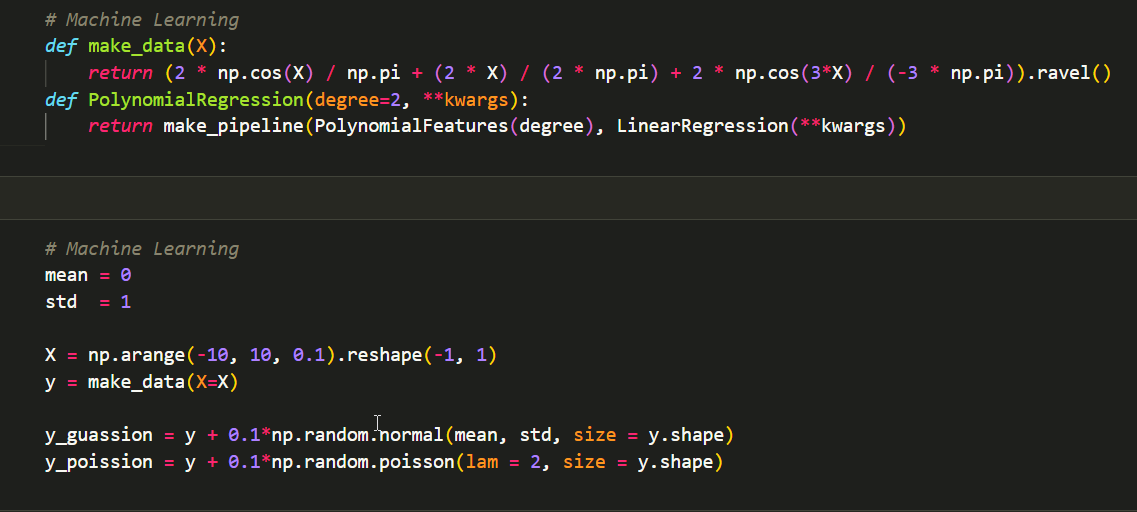 # Machine Learning
def make_data(X):
    return (2 * np.cos(X) / np.pi + (2 * X) / (2 * np.pi) + 2 * np.cos(3*X) / (-3 * np.pi)).ravel()
def PolynomialRegression(degree=2, **kwargs):
    return make_pipeline(PolynomialFeatures(degree), LinearRegression(**kwargs))
# Machine Learning
mean = 0
std  = 1
X = np.arange(-10, 10, 0.1).reshape(-1, 1)
y = make_data(X=X)
y_guassion = y + 0.1*np.random.normal(mean, std, size = y.shape)
y_poission = y + 0.1*np.random.poisson(lam = 2, size = y.shape)